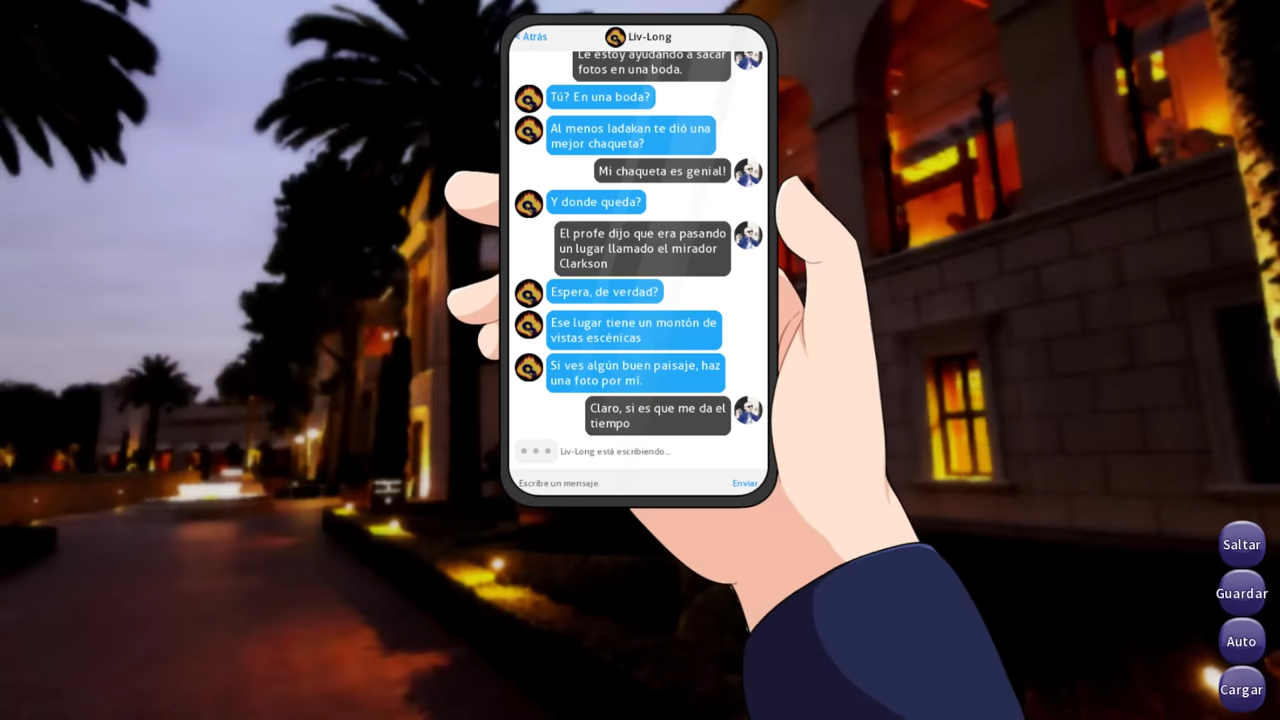 < Atrás
Liv-Long
Le estoy ayudando a sacar
fotos en una boda.
Tú? En una boda?
Al menos Iadakan te dió una
mejor chaqueta?
Mi chaqueta es genial!
Y donde queda?
El profe dijo que era pasando
un lugar llamado el mirador
Clarkson
Espera, de verdad?
Ese lugar tiene un montón de
vistas escénicas
Si ves algún buen paisaje, haz
una foto por mi.
Claro, si es que me da el
tiempo
Liv-Long está escribiendo...
Escribe un mensaje.
Enviar
Saltar
Guardar
Auto
Cargar